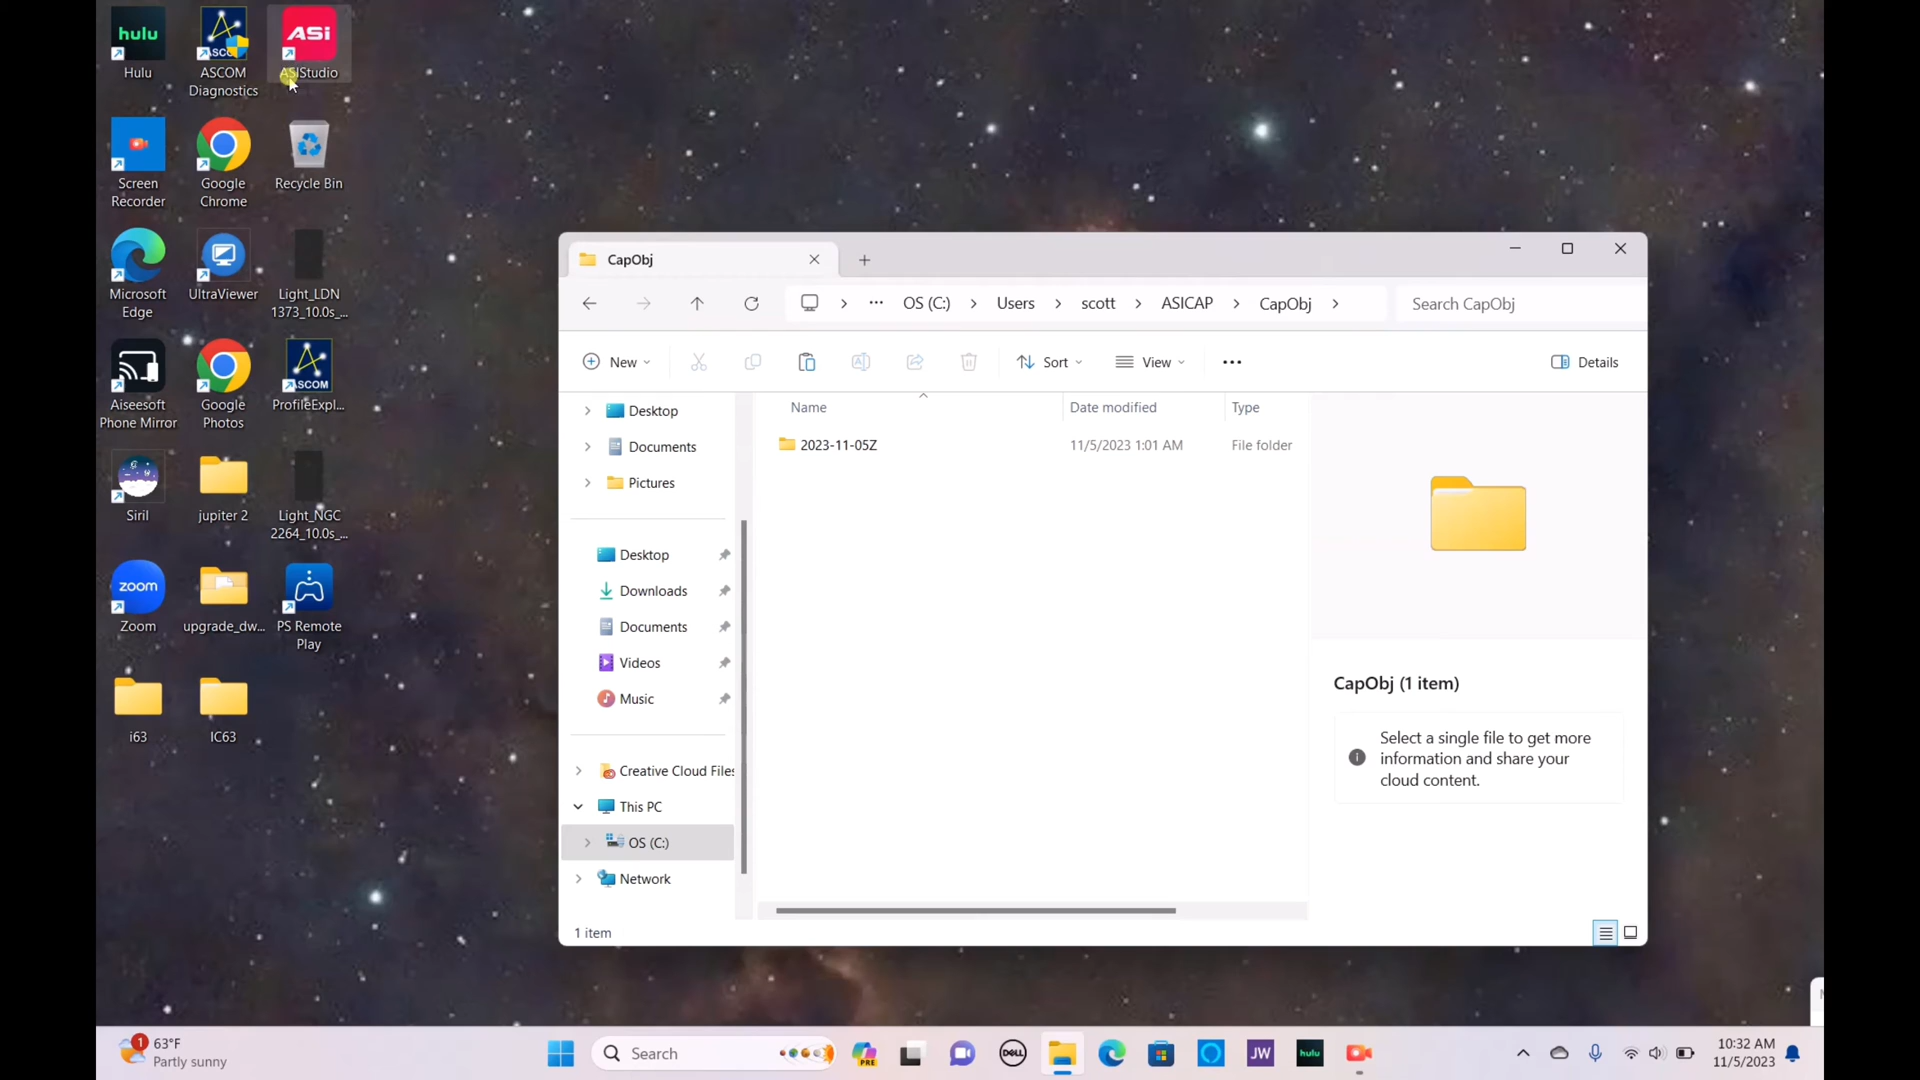 hulu
Hulu
ASCOM
Diagnostics
ASi
ASIStudio
Screen
Recorder
Google
Chrome
Recycle Bin
Microsoft
Edge
UltraViewer
Light_LDN
1373_10.0s_...
Aiseesoft
Phone Mirror
Google
Photos
ASCOM
ProfileExpl...
Siril
jupiter 2
Light_NGC
2264_10.0s_...
zoom
Zoom
upgrade_dw...
PS Remote
Play
i63
IC63
CapObj
OS (C:)
Users
scott
ASICAP
CapObj
Search CapObj
New
Sort
View
Details
Desktop
Documents
Pictures
Desktop
Downloads
Documents
Videos
Music
Creative Cloud Files
This PC
OS (C:)
Network
Name
Date modified
Type
2023-11-05Z
11/5/2023 1:01 AM
File folder
CapObj (1 item)
Select a single file to get more
information and share your
cloud content.
1 item
1
63°F
Partly sunny
Search
PRE
DELL
JW
hulu
10:32 AM
11/5/2023